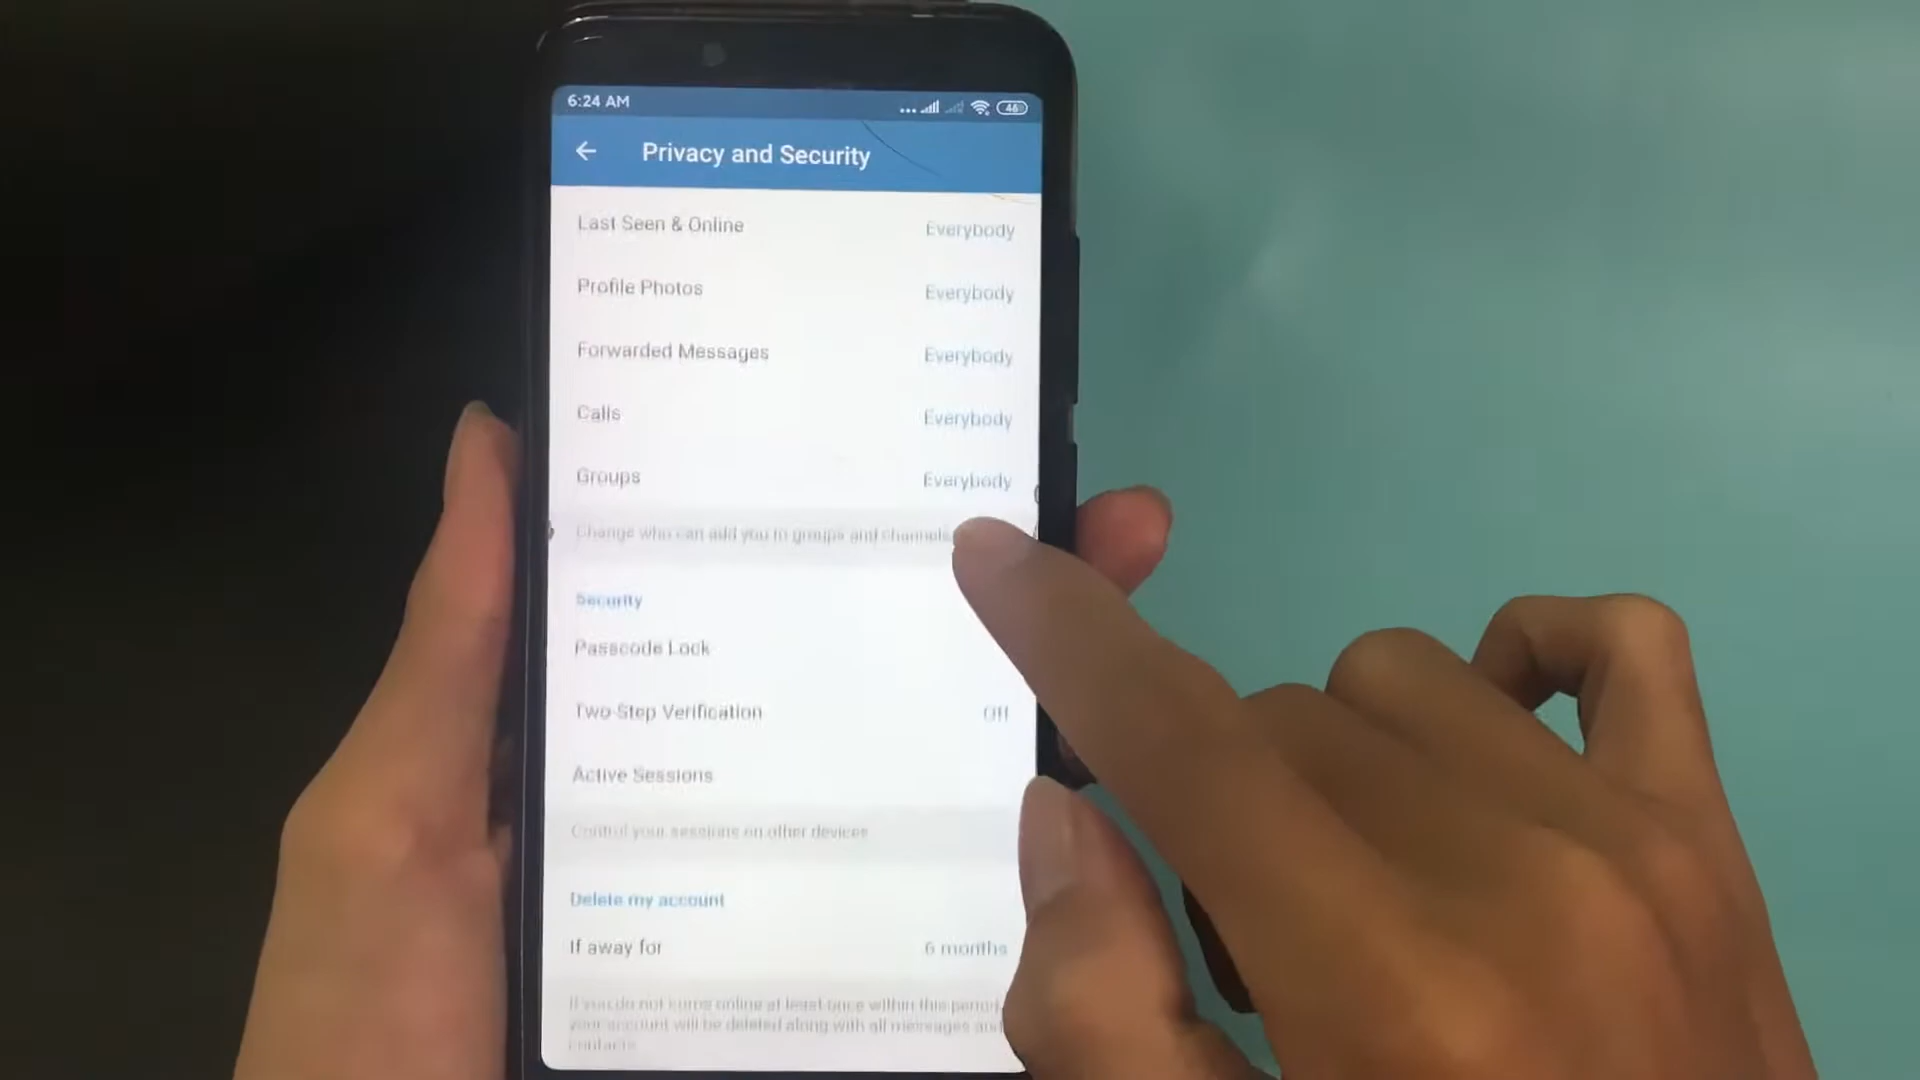 6:24 AM
46
Privacy and Security
Last Seen & Online
Everybody
Profile Photos
Everybody
Forwarded Messages
Everybody
Calls
Everybody
Groups
Everybody
Change who can add you to groups and channels
Security
Passcode Lock
Two-Step Verification
Off
Active Sessions
Control your sessions on other devices
Delete my account
If away for
6 months
If you do not come online at least once within this period
your account will be deleted along with all messages and
contacts